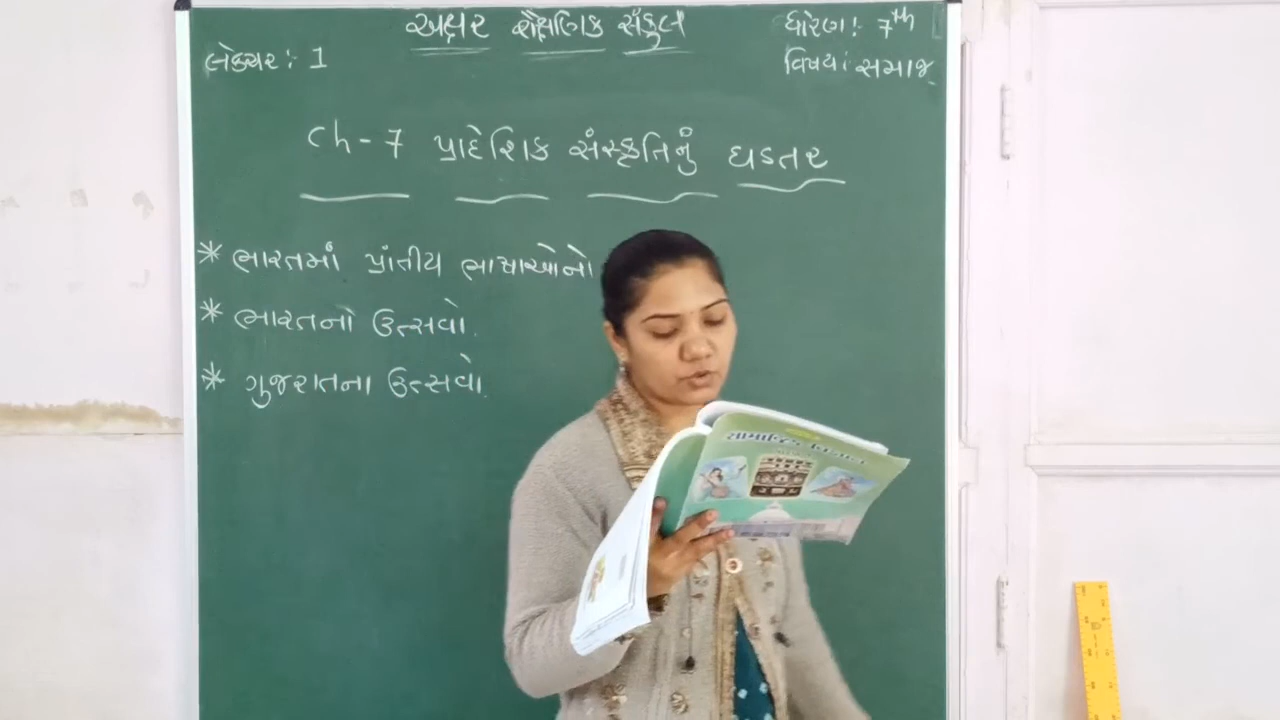 અક્ષર શૈક્ષણિક સંકુલ
ધોરણ: 7th
લેક્ચર: 1
વિષય: સમાજ
Ch-7 પ્રાદેશિક સંસ્કૃતિનું ઘડતર
* ભારતમાં પ્રાંતીય ભાષાઓનો
* ભારતનો ઉત્સવો.
* ગુજરાતના ઉત્સવો.
સામાજિક વિજ્ઞાન